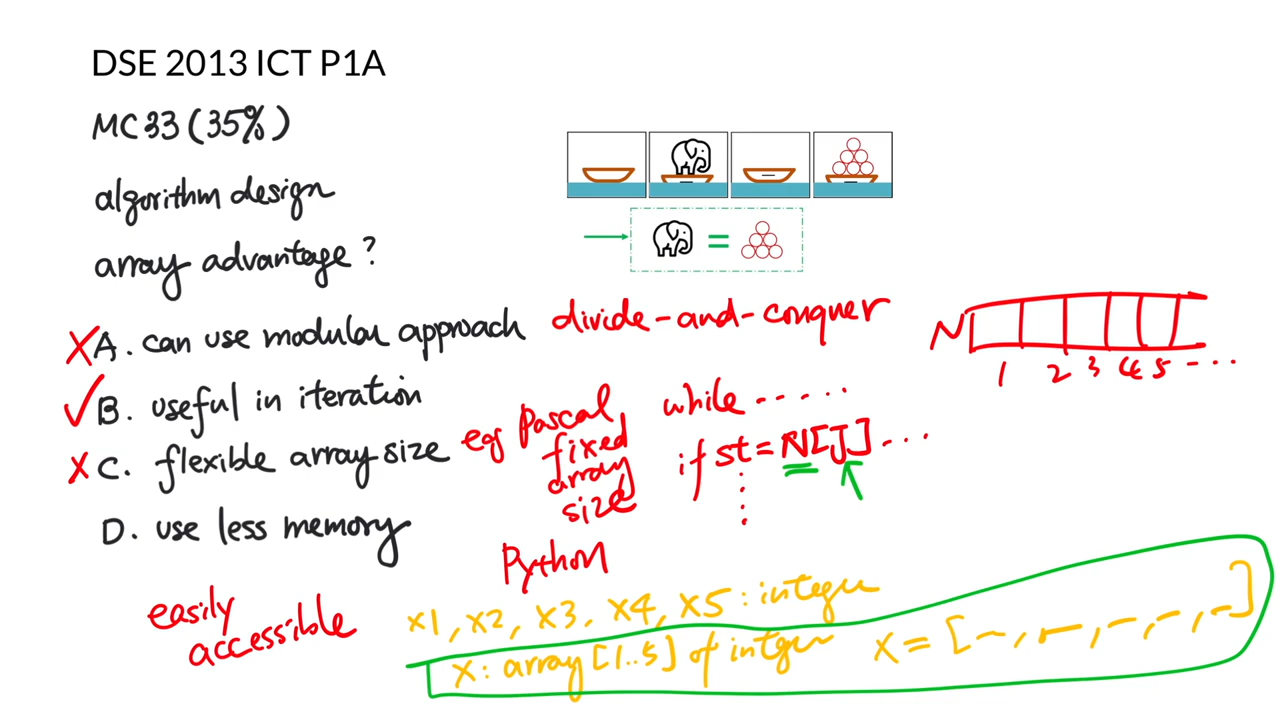 DSE 2013 ICT P1A
MC33 (35%)
algorithm design
array advantage ?
X A. can use modular approach
divide-and-conquer
✓ B. useful in iteration
X C. flexible array size
D. use less memory
eg Pascal
fixed
array
size
Python
while .....
if st = N[J] ...
N
1 2 3 4 5 ...
easily
accessible
x1, x2, x3, x4, x5 : integer
x : array [1..5] of integer
x = [ -, -, -, -, - ]